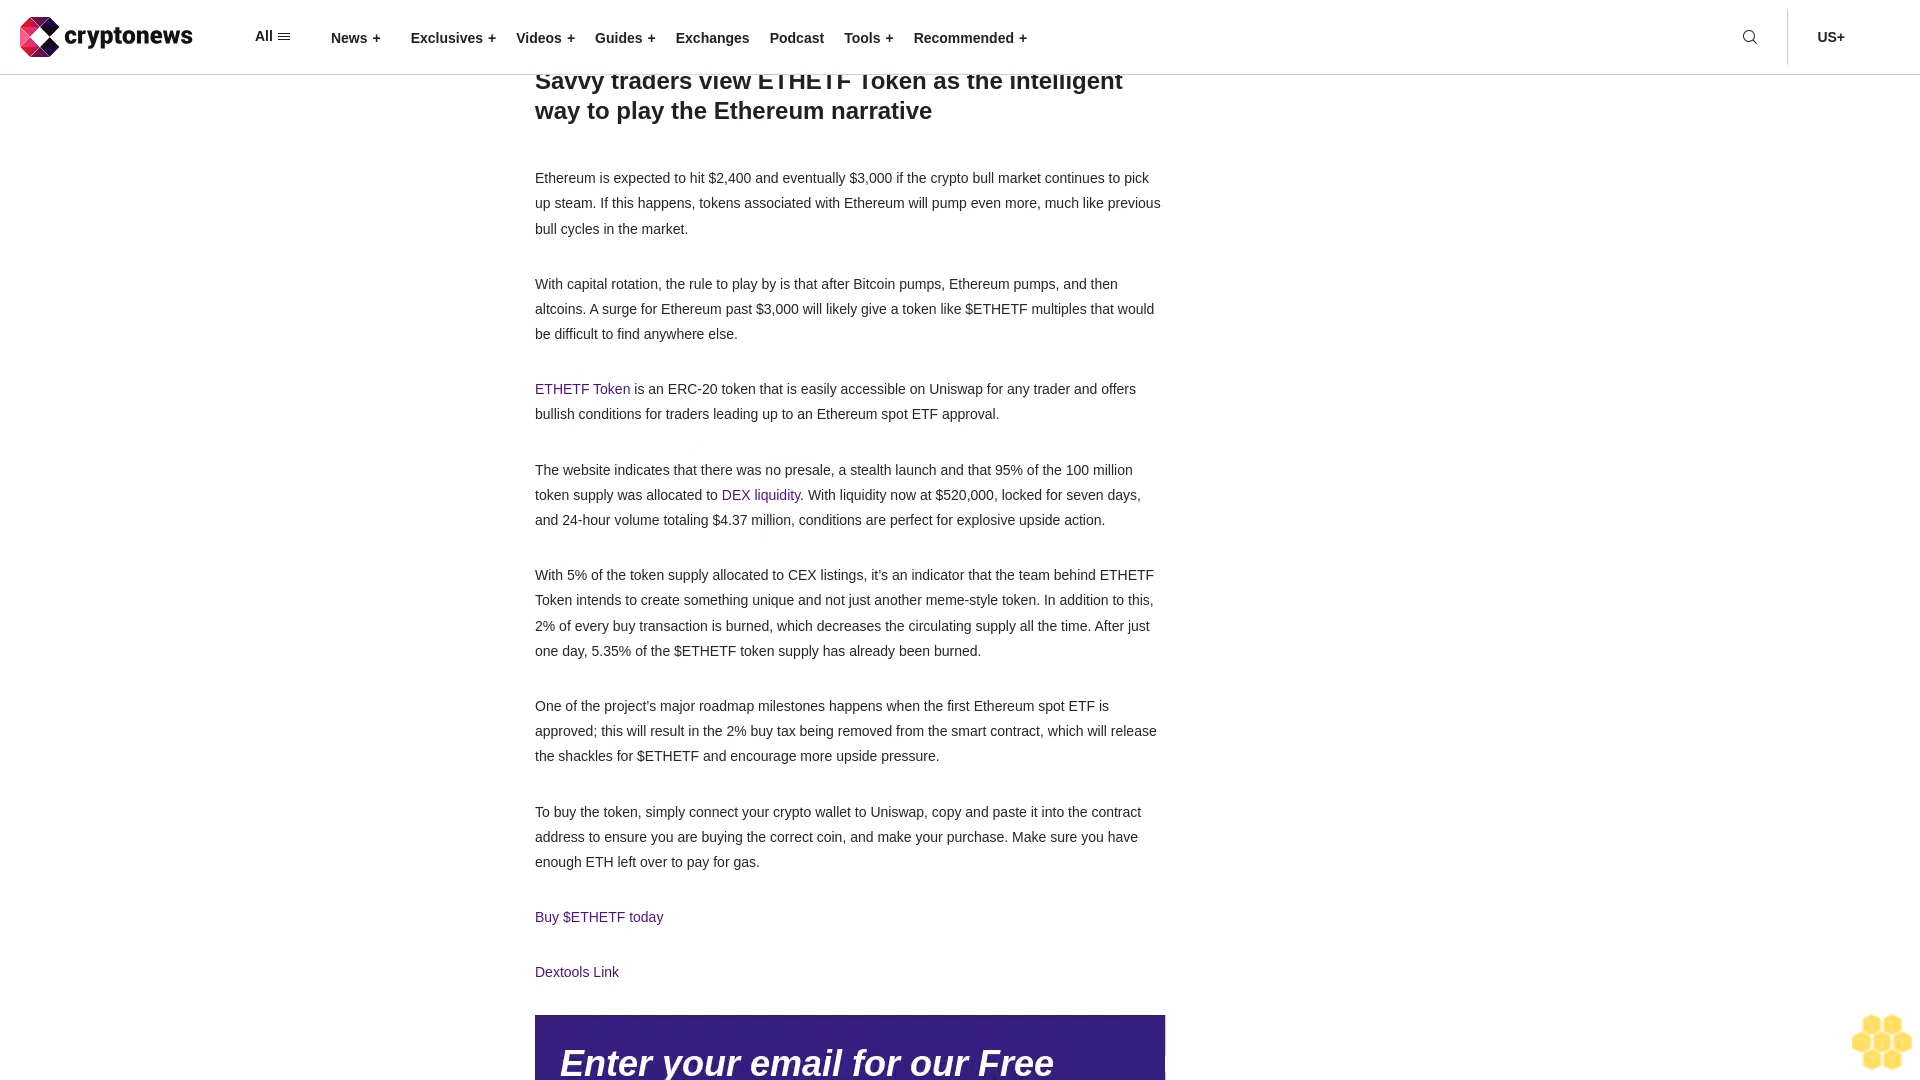 cryptonews
All
News +
Exclusives +
Videos +
Guides +
Exchanges
Podcast
Tools +
Recommended +
US+
Savvy traders view ETHETF Token as the intelligent
way to play the Ethereum narrative
Ethereum is expected to hit $2,400 and eventually $3,000 if the crypto bull market continues to pick
up steam. If this happens, tokens associated with Ethereum will pump even more, much like previous
bull cycles in the market.
With capital rotation, the rule to play by is that after Bitcoin pumps, Ethereum pumps, and then
altcoins. A surge for Ethereum past $3,000 will likely give a token like $ETHETF multiples that would
be difficult to find anywhere else.
ETHETF Token is an ERC-20 token that is easily accessible on Uniswap for any trader and offers
bullish conditions for traders leading up to an Ethereum spot ETF approval.
The website indicates that there was no presale, a stealth launch and that 95% of the 100 million
token supply was allocated to DEX liquidity. With liquidity now at $520,000, locked for seven days,
and 24-hour volume totaling $4.37 million, conditions are perfect for explosive upside action.
With 5% of the token supply allocated to CEX listings, it’s an indicator that the team behind ETHETF
Token intends to create something unique and not just another meme-style token. In addition to this,
2% of every buy transaction is burned, which decreases the circulating supply all the time. After just
one day, 5.35% of the $ETHETF token supply has already been burned.
One of the project’s major roadmap milestones happens when the first Ethereum spot ETF is
approved; this will result in the 2% buy tax being removed from the smart contract, which will release
the shackles for $ETHETF and encourage more upside pressure.
To buy the token, simply connect your crypto wallet to Uniswap, copy and paste it into the contract
address to ensure you are buying the correct coin, and make your purchase. Make sure you have
enough ETH left over to pay for gas.
Buy $ETHETF today
Dextools Link
Enter your email for our Free